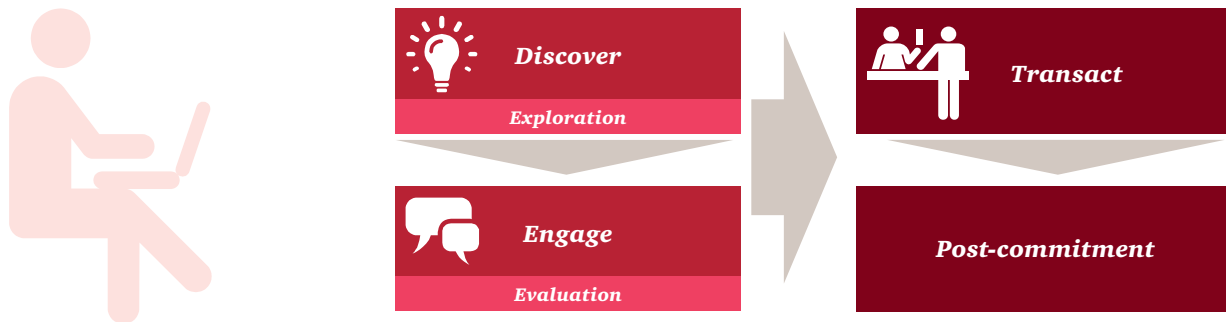 Discover
Exploration
Engage
Evaluation
Transact
Post-commitment